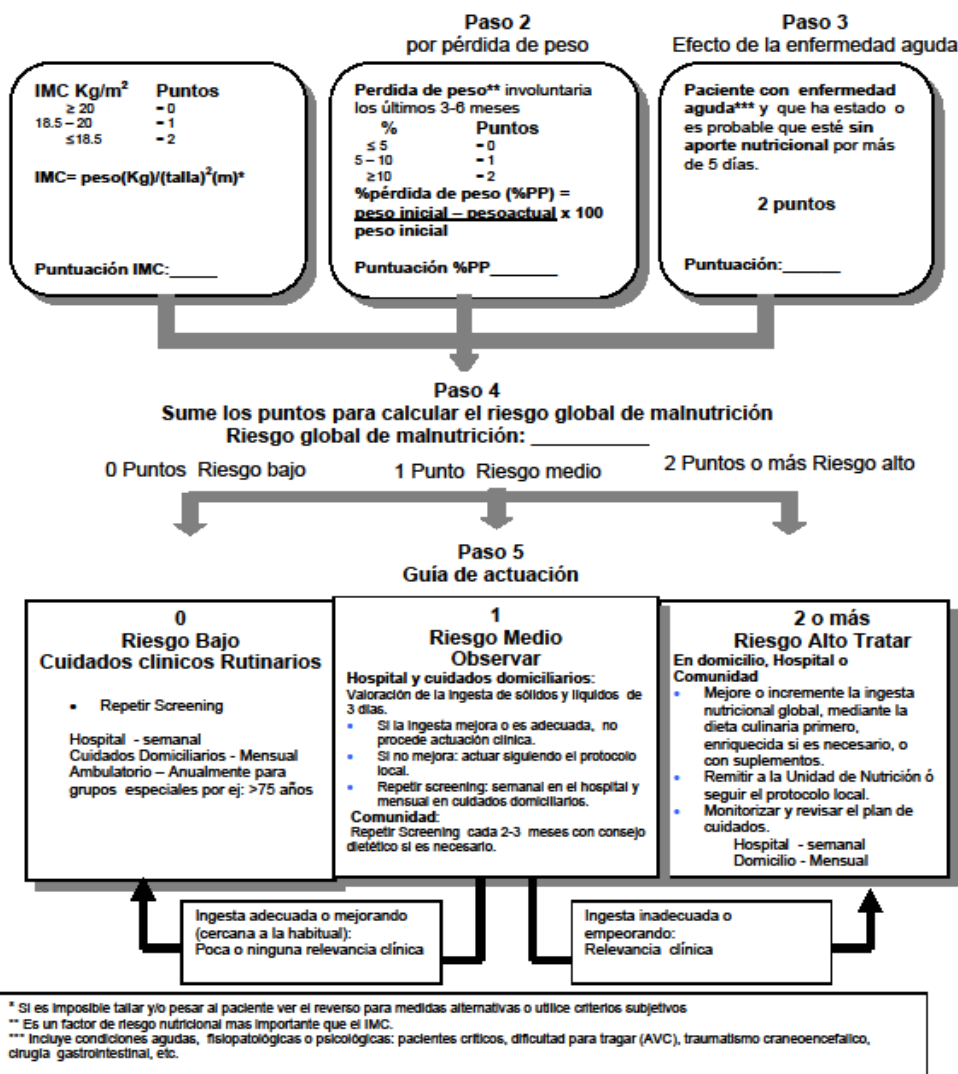 Paso 2
por pérdida de peso
Paso 3
Efecto de la enfermedad aguda
IMC Kg/m² Puntos
≥ 20 = 0
18.5 – 20 = 1
≤18.5 = 2
IMC= peso(Kg)/(talla)²(m)*
Puntuación IMC:_____
Perdida de peso** involuntaria
los últimos 3-6 meses
% Puntos
≤ 5 = 0
5 – 10 = 1
≥10 = 2
%pérdida de peso (%PP) =
peso inicial – pesoactual x 100
peso inicial
Puntuación %PP_______
Paciente con enfermedad
aguda*** y que ha estado o
es probable que esté sin
aporte nutricional por más
de 5 días.
2 puntos
Puntuación:______
Paso 4
Sume los puntos para calcular el riesgo global de malnutrición
Riesgo global de malnutrición: __________
0 Puntos Riesgo bajo
1 Punto Riesgo medio
2 Puntos o más Riesgo alto
Paso 5
Guía de actuación
0
Riesgo Bajo
Cuidados clínicos Rutinarios
• Repetir Screening
Hospital - semanal
Cuidados Domiciliarios - Mensual
Ambulatorio – Anualmente para
grupos especiales por ej: >75 años
1
Riesgo Medio
Observar
Hospital y cuidados domiciliarios:
Valoración de la ingesta de sólidos y líquidos de
3 días.
• Si la ingesta mejora o es adecuada, no
procede actuación clínica.
• Si no mejora: actuar siguiendo el protocolo
local.
• Repetir screening: semanal en el hospital y
mensual en cuidados domiciliarios.
Comunidad:
Repetir Screening cada 2-3 meses con consejo
dietético si es necesario.
2 o más
Riesgo Alto Tratar
En domicilio, Hospital o
Comunidad
• Mejore o incremente la ingesta
nutricional global, mediante la
dieta culinaria primero,
enriquecida si es necesario, o
con suplementos.
• Remitir a la Unidad de Nutrición ó
seguir el protocolo local.
• Monitorizar y revisar el plan de
cuidados.
Hospital - semanal
Domicilio - Mensual
Ingesta adecuada o mejorando
(cercana a la habitual):
Poca o ninguna relevancia clínica
Ingesta inadecuada o
empeorando:
Relevancia clínica
* Si es imposible tallar y/o pesar al paciente ver el reverso para medidas alternativas o utilice criterios subjetivos
** Es un factor de riesgo nutricional mas importante que el IMC.
*** Incluye condiciones agudas, fisiopatológicas o psicológicas: pacientes críticos, dificultad para tragar (AVC), traumatismo craneoencefalico,
cirugía gastrointestinal, etc.